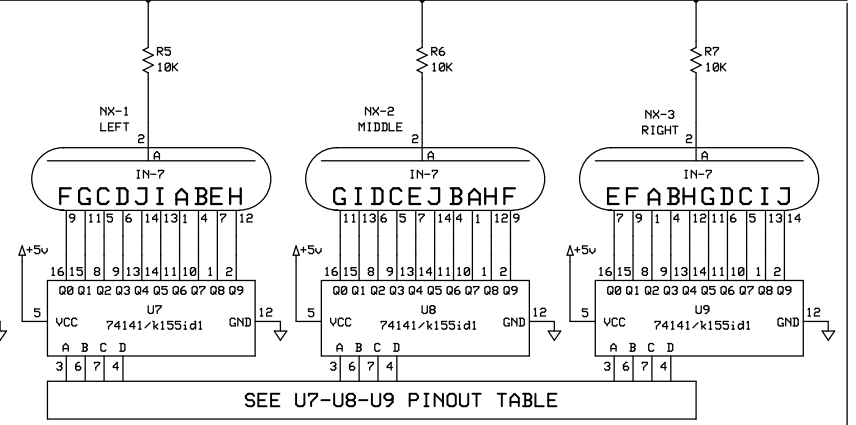 R5 R6 R7
10K 10K 10K
NX-1 NX-2 NX-3
LEFT MIDDLE RIGHT
2 2 2
A A A
IN-7 IN-7 IN-7
FGCDJIABEH GIDCEJBAHF EFABHGDCIJ
9 11 5 6 14 13 1 4 7 12 11 13 6 5 7 14 4 1 12 9 7 9 1 4 12 11 6 5 13 14
+5v +5v +5v
16 15 8 9 13 14 11 10 1 2 16 15 8 9 13 14 11 10 1 2 16 15 8 9 13 14 11 10 1 2
Q0 Q1 Q2 Q3 Q4 Q5 Q6 Q7 Q8 Q9 Q0 Q1 Q2 Q3 Q4 Q5 Q6 Q7 Q8 Q9 Q0 Q1 Q2 Q3 Q4 Q5 Q6 Q7 Q8 Q9
5 U7 12 5 U8 12 5 U9 12
VCC 74141/k155id1 GND VCC 74141/k155id1 GND VCC 74141/k155id1 GND
A B C D A B C D A B C D
3 6 7 4 3 6 7 4 3 6 7 4
SEE U7-U8-U9 PINOUT TABLE